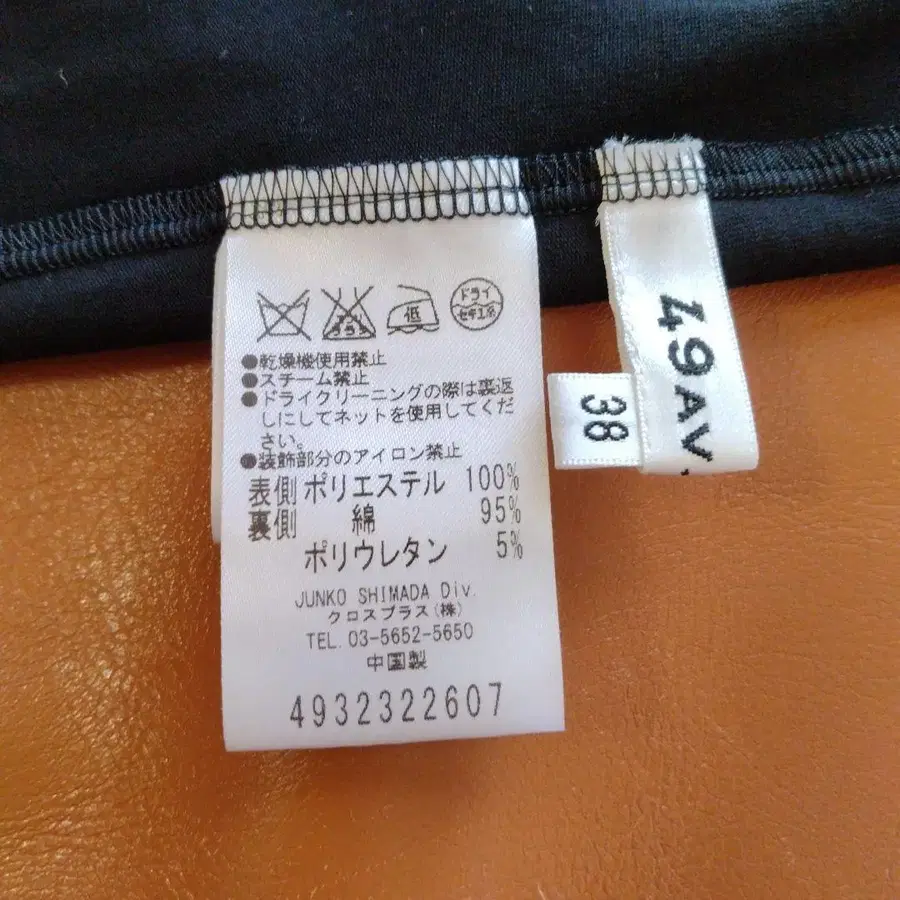 低
ドライ
セキユ系
●乾燥機使用禁止
●スチーム禁止
●ドライクリーニングの際は裏返
しにしてネットを使用してくだ
さい。
●装飾部分のアイロン禁止
表側 ポリエステル 100%
裏側 綿 95%
ポリウレタン 5%
JUNKO SHIMADA Div.
クロスプラス(株)
TEL.03-5652-5650
中国製
4932322607
49AV.
38